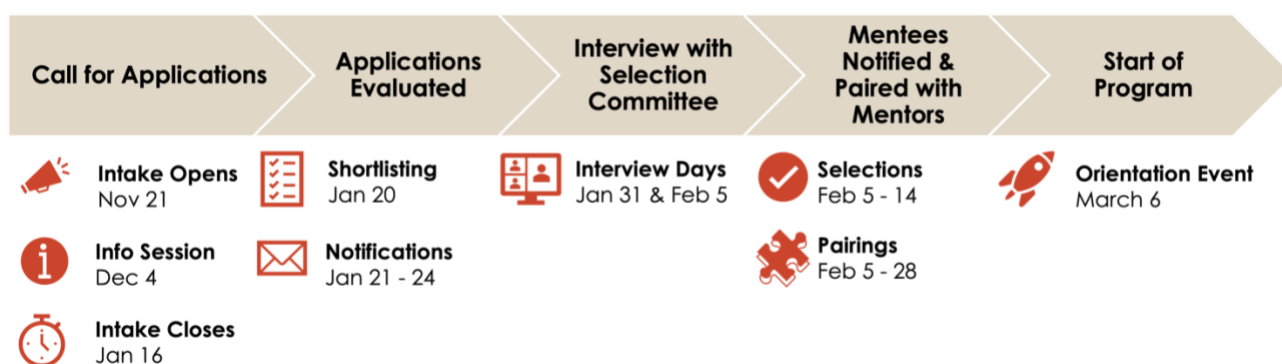 Call for Applications
Applications
Evaluated
Interview with
Selection
Committee
Mentees
Notified &
Paired with
Mentors
Start of
Program
Intake Opens
Nov 21
Info Session
Dec 4
Intake Closes
Jan 16
Shortlisting
Jan 20
Notifications
Jan 21 - 24
Interview Days
Jan 31 & Feb 5
Selections
Feb 5 - 14
Pairings
Feb 5 - 28
Orientation Event
March 6